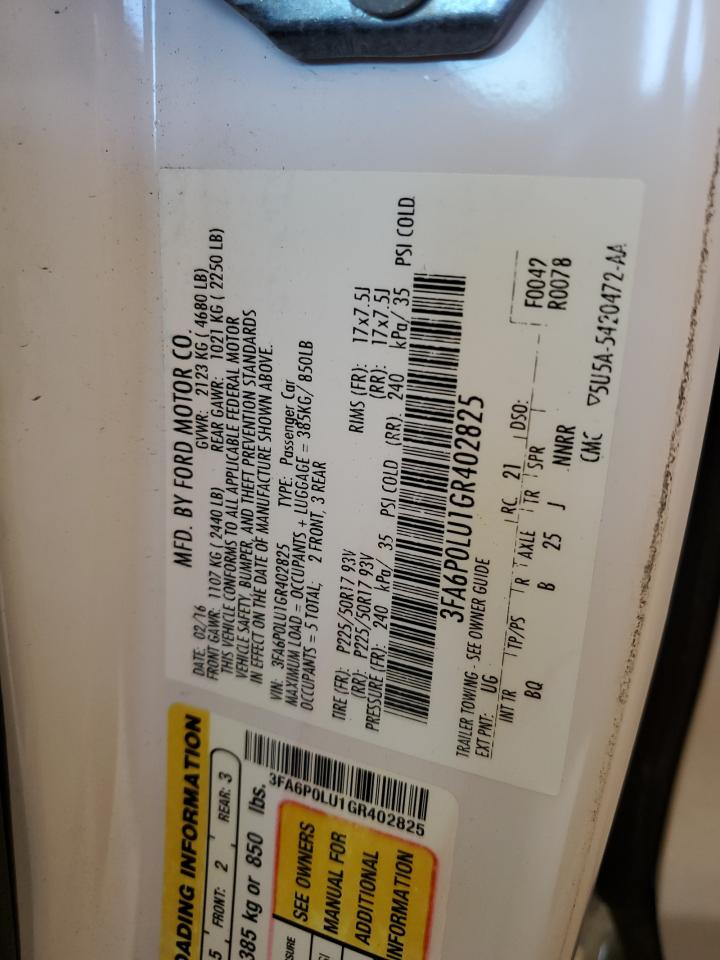 MFD. BY FORD MOTOR CO.
DATE: 02/16 GVWR: 2123 KG ( 4680 LB)
FRONT GAWR: 1107 KG ( 2440 LB) REAR GAWR: 1021 KG ( 2250 LB)
THIS VEHICLE CONFORMS TO ALL APPLICABLE FEDERAL MOTOR
VEHICLE SAFETY, BUMPER, AND THEFT PREVENTION STANDARDS
IN EFFECT ON THE DATE OF MANUFACTURE SHOWN ABOVE.
VIN: 3FA6P0LU1GR402825 TYPE: Passenger Car
MAXIMUM LOAD = OCCUPANTS + LUGGAGE = 385KG/ 850LB
OCCUPANTS = 5 TOTAL; 2 FRONT, 3 REAR
TIRE (FR): P225/50R17 93V RIMS (FR): 17x7.5J
(RR): P225/50R17 93V (RR): 17x7.5J
PRESSURE (FR): 240 kPa/ 35 PSI COLD (RR): 240 kPa/ 35 PSI COLD
3FA6P0LU1GR402825
TRAILER TOWING - SEE OWNER GUIDE
EXT PNT: UG RC 21 DSO: F0042
INT TR TP/PS R AXLE TR SPR R0078
BQ B 25 J NNRR
CMC ▽5U5A-5420472-AA
OADING INFORMATION
5 FRONT: 2 REAR: 3
385 kg or 850 lbs.
3FA6P0LU1GR402825
SSURE
SEE OWNERS
MANUAL FOR
ADDITIONAL
INFORMATION
SI